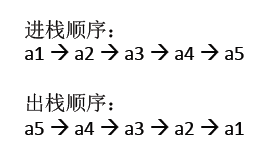 进栈顺序：
a1 → a2 → a3 → a4 → a5
出栈顺序：
a5 → a4 → a3 → a2 → a1